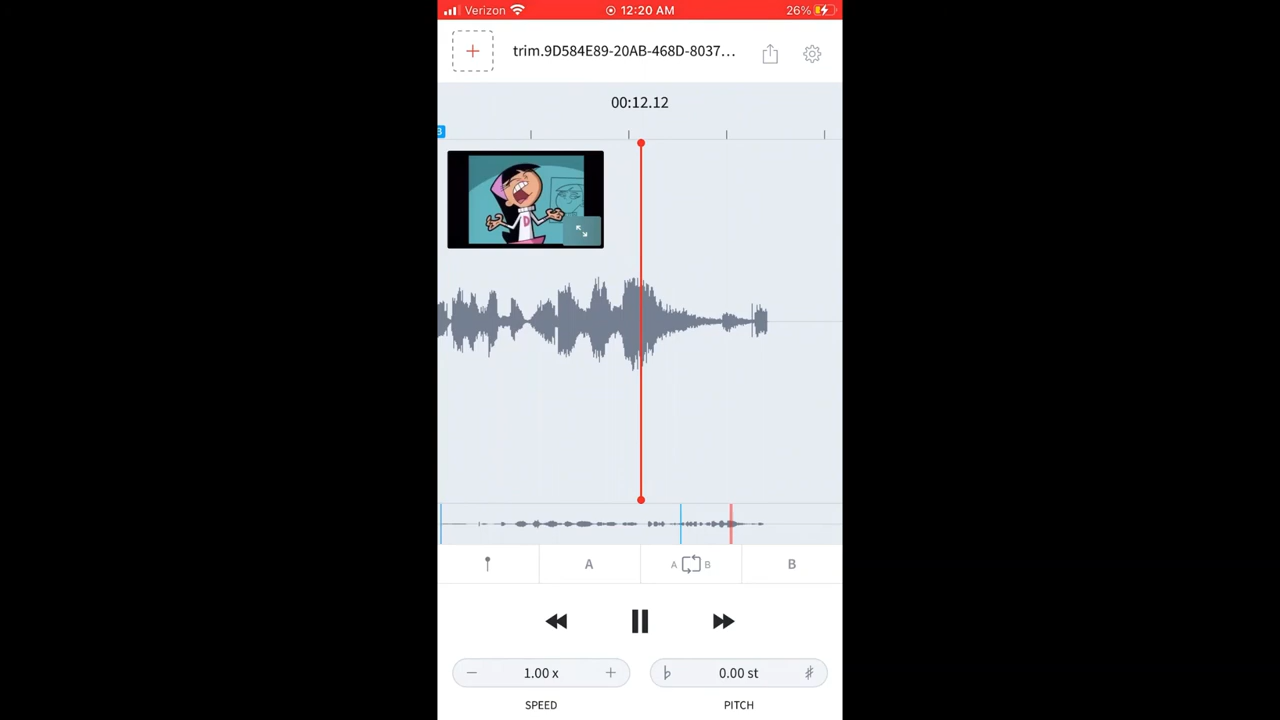 Verizon 12:20 AM 26%
trim.9D584E89-20AB-468D-8037...
00:12.12
B
D
A A B B
1.00 x 0.00 st
SPEED PITCH